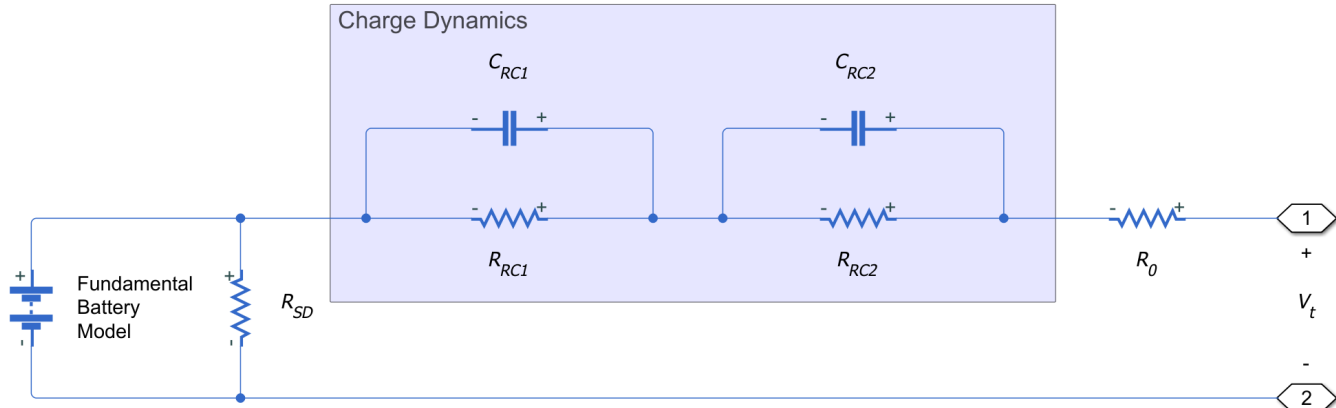 Charge Dynamics
C_RC1
C_RC2
- +
- +
- +
- +
- +
R_RC1
R_RC2
R_0
1
+
Fundamental
Battery
Model
+
-
+
-
R_SD
V_t
-
2